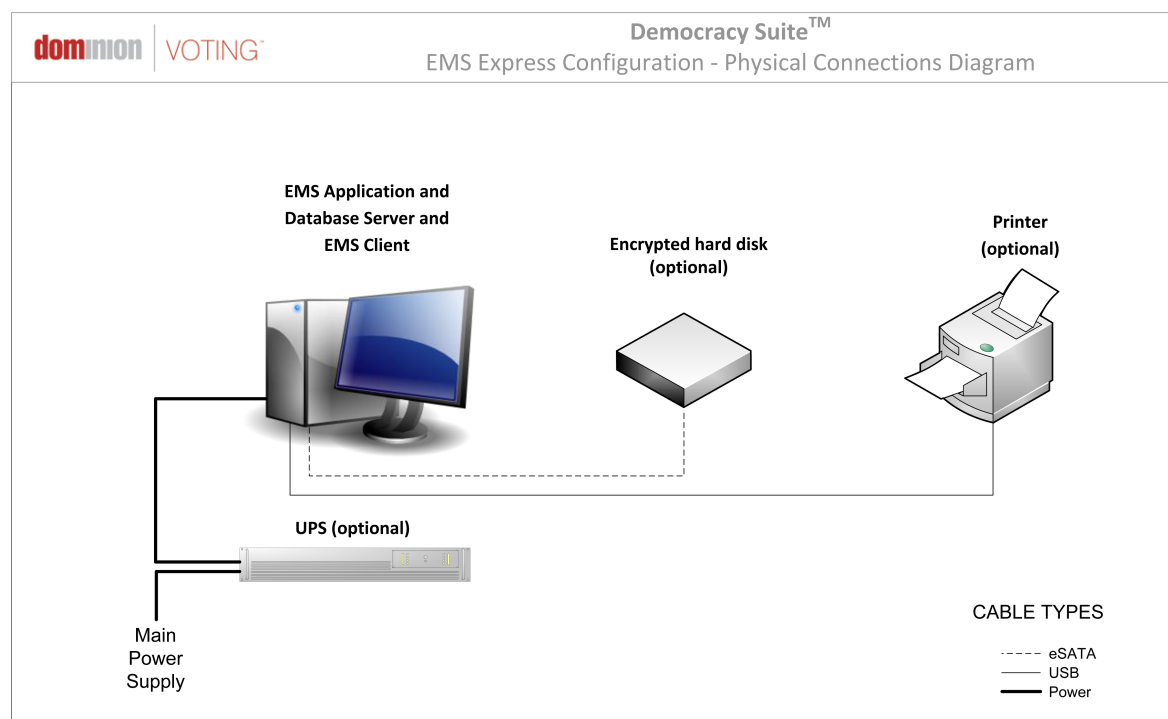 dominion VOTING™
Democracy Suite™
EMS Express Configuration - Physical Connections Diagram
EMS Application and
Database Server and
EMS Client
Encrypted hard disk
(optional)
Printer
(optional)
UPS (optional)
Main
Power
Supply
CABLE TYPES
eSATA
USB
Power